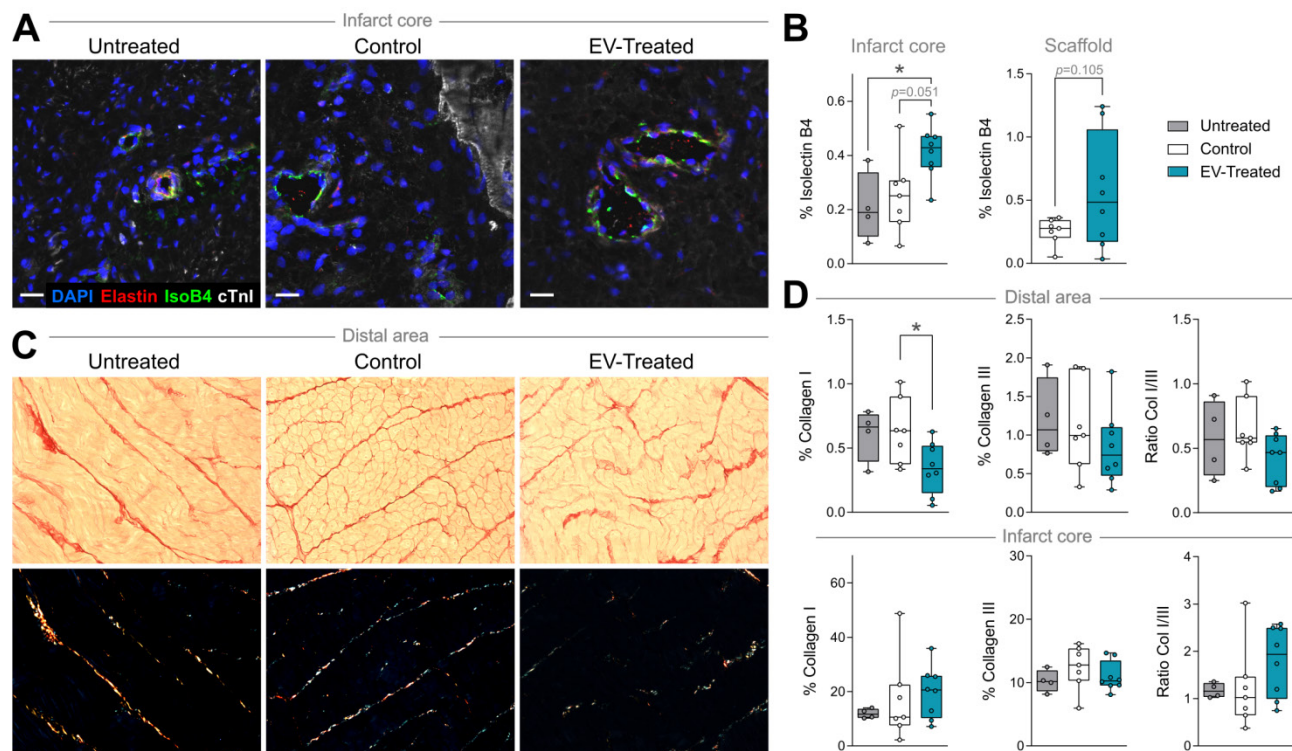 A
Infarct core
Untreated
Control
EV-Treated
DAPI Elastin IsoB4 cTnI
B
Infarct core
% Isolectin B4
0.6
0.4
0.2
0.0
*
p=0.051
Scaffold
% Isolectin B4
1.5
1.0
0.5
0.0
p=0.105
Untreated
Control
EV-Treated
C
Distal area
Untreated
Control
EV-Treated
D
Distal area
% Collagen I
1.5
1.0
0.5
0.0
*
% Collagen III
2.5
2.0
1.5
1.0
0.5
0.0
Ratio Col I/III
1.5
1.0
0.5
0.0
Infarct core
% Collagen I
60
40
20
0
% Collagen III
30
20
10
0
Ratio Col I/III
4
3
2
1
0